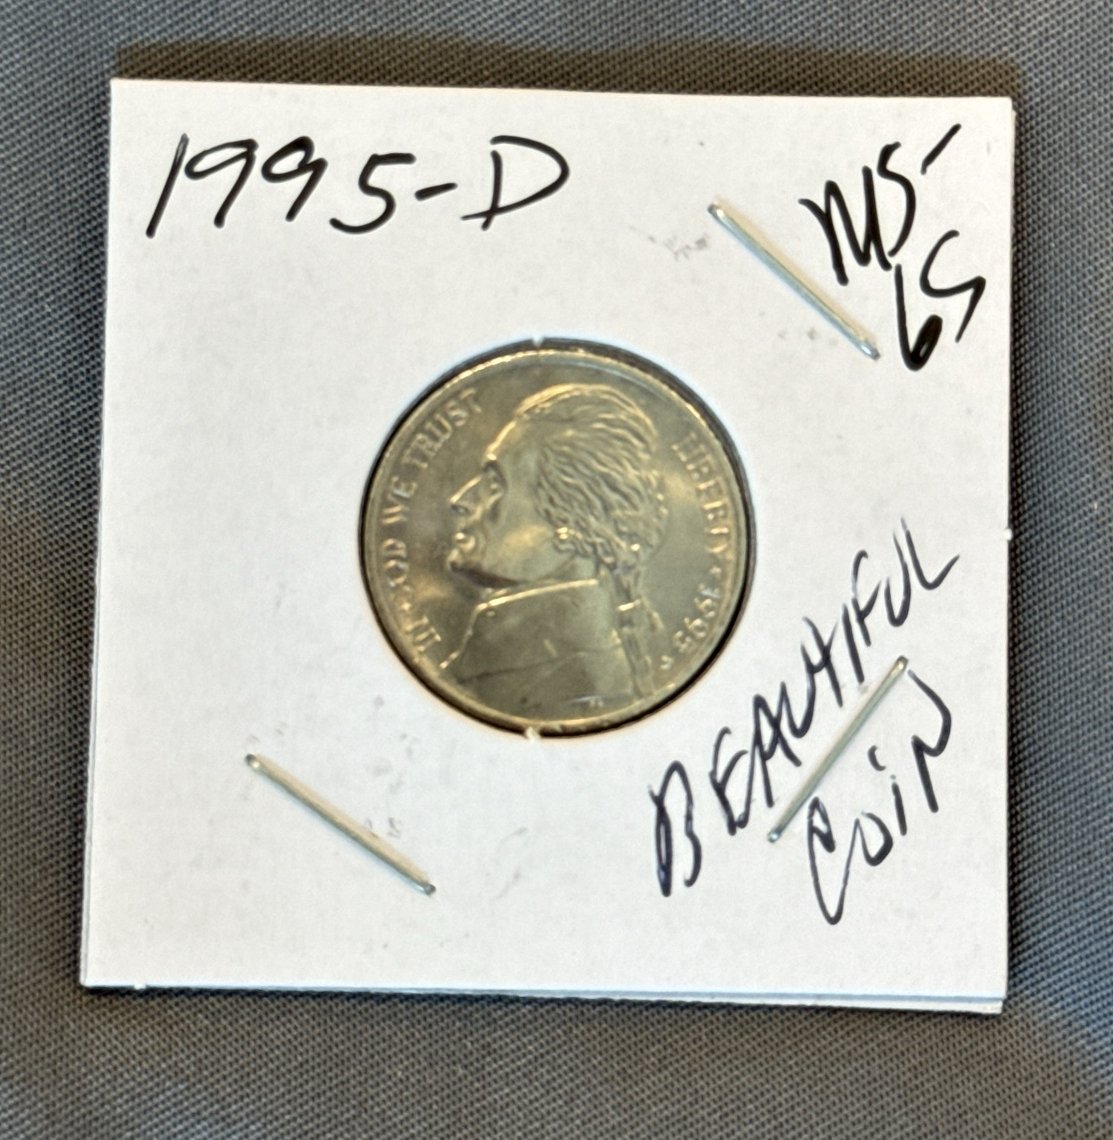 1995-D
MS-
65
IN GOD WE TRUST
LIBERTY ★ 1995
D
BEAUTIFUL
COIN